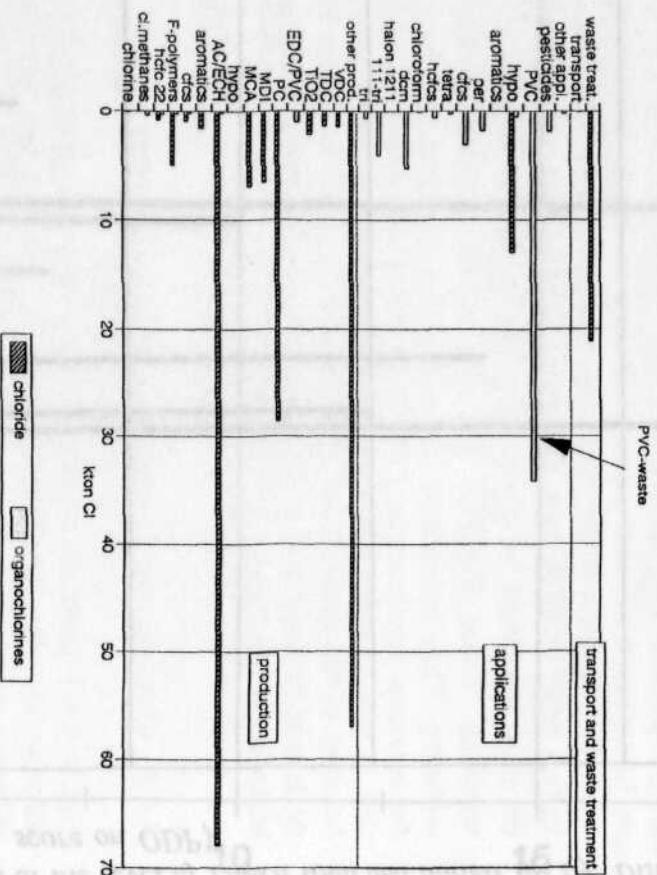 waste treat.
transport
other appl.
pesticides
PVC
hypo
aromatics
per
cfcs
tetra
hdfcs
chloroform
dcm
halon 1211
111-tri
tri
other prod.
VDC
TDC
TiO2
EDC/PVC
PC
MDI
MCA
hypo
AC/ECH
aromatics
cfcs
F-polymers
hcfc 22
cl.methanes
chlorine
0
10
20
30
40
50
60
70
kton Cl
PVC-waste
transport and waste treatment
applications
production
chloride
organochlorines